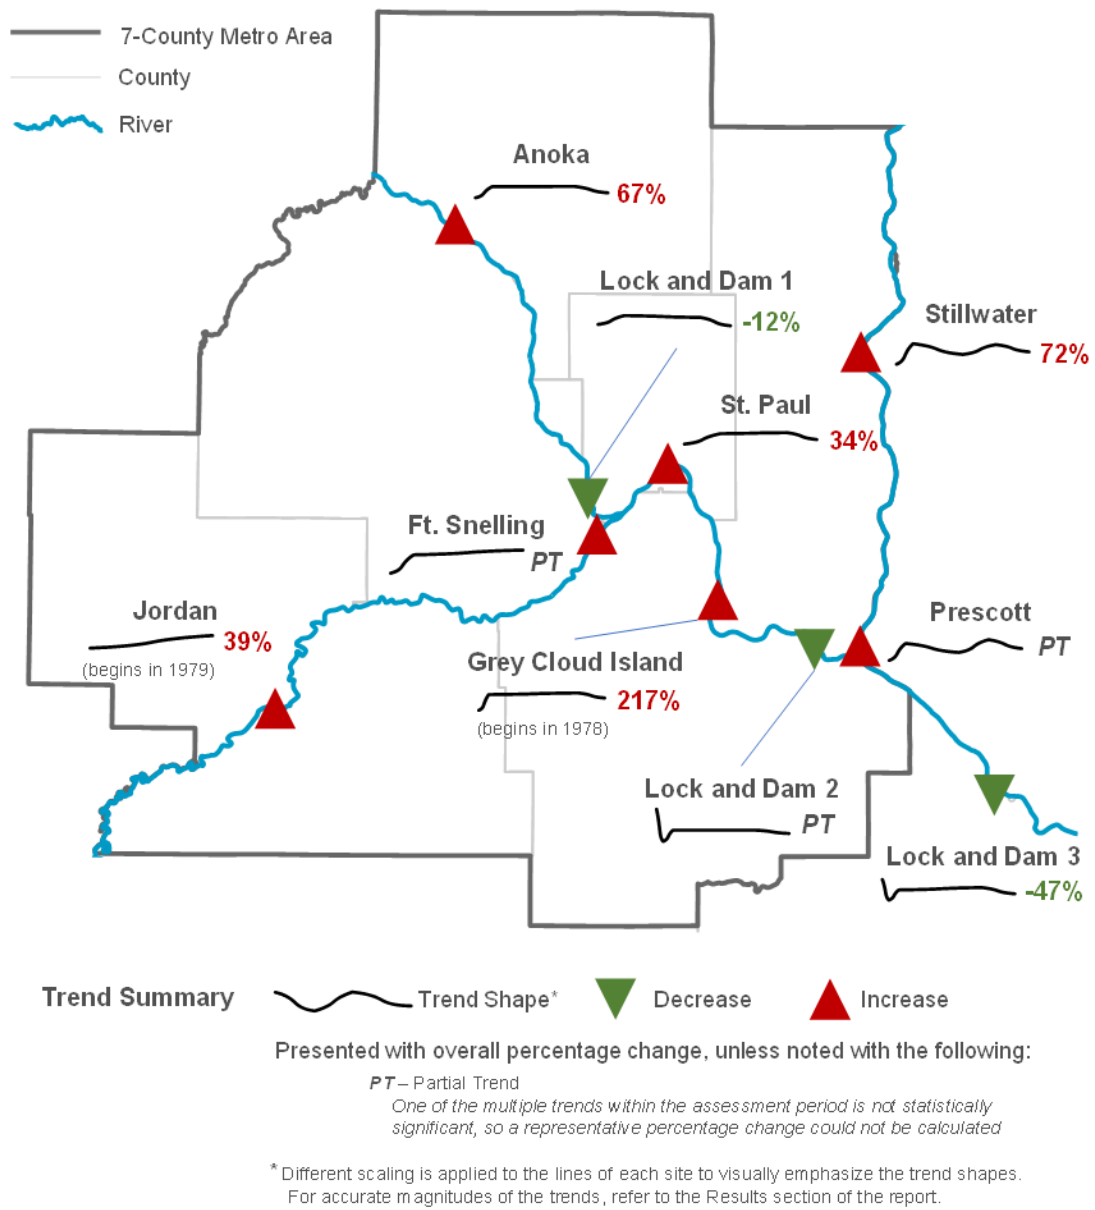 7-County Metro Area
County
River
Anoka
67%
Lock and Dam 1
-12%
Stillwater
72%
St. Paul
34%
Ft. Snelling
PT
Jordan
39%
(begins in 1979)
Prescott
PT
Grey Cloud Island
217%
(begins in 1978)
Lock and Dam 2
PT
Lock and Dam 3
-47%
Trend Summary
Trend Shape*
Decrease
Increase
Presented with overall percentage change, unless noted with the following:
PT – Partial Trend
One of the multiple trends within the assessment period is not statistically
significant, so a representative percentage change could not be calculated
* Different scaling is applied to the lines of each site to visually emphasize the trend shapes.
For accurate magnitudes of the trends, refer to the Results section of the report.